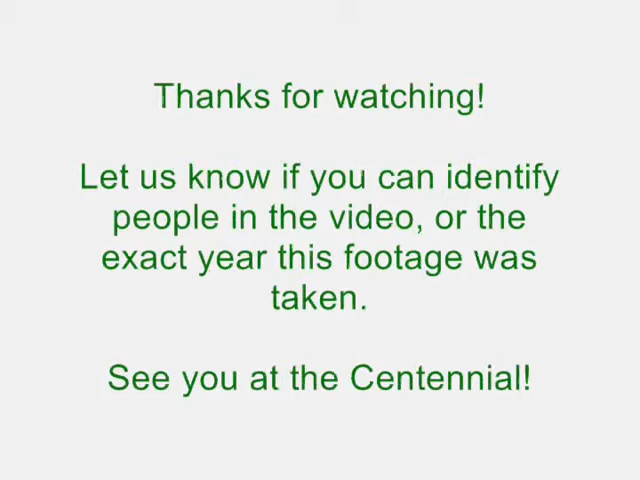 Thanks for watching!
Let us know if you can identify
people in the video, or the
exact year this footage was
taken.
See you at the Centennial!